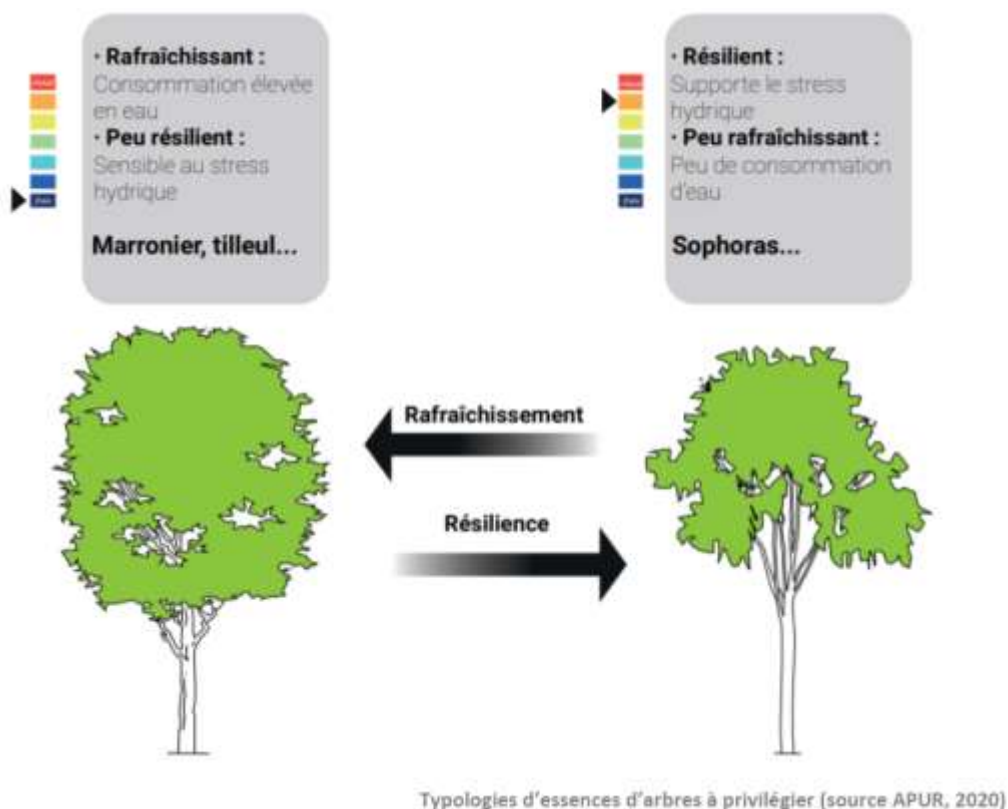 · Rafraîchissant :
Consommation élevée
en eau
· Peu résilient :
Sensible au stress
hydrique
Marronier, tilleul...
· Résilient :
Supporte le stress
hydrique
· Peu rafraîchissant :
Peu de consommation
d'eau
Sophoras...
Rafraîchissement
Résilience
Typologies d'essences d'arbres à privilégier (source APUR, 2020)